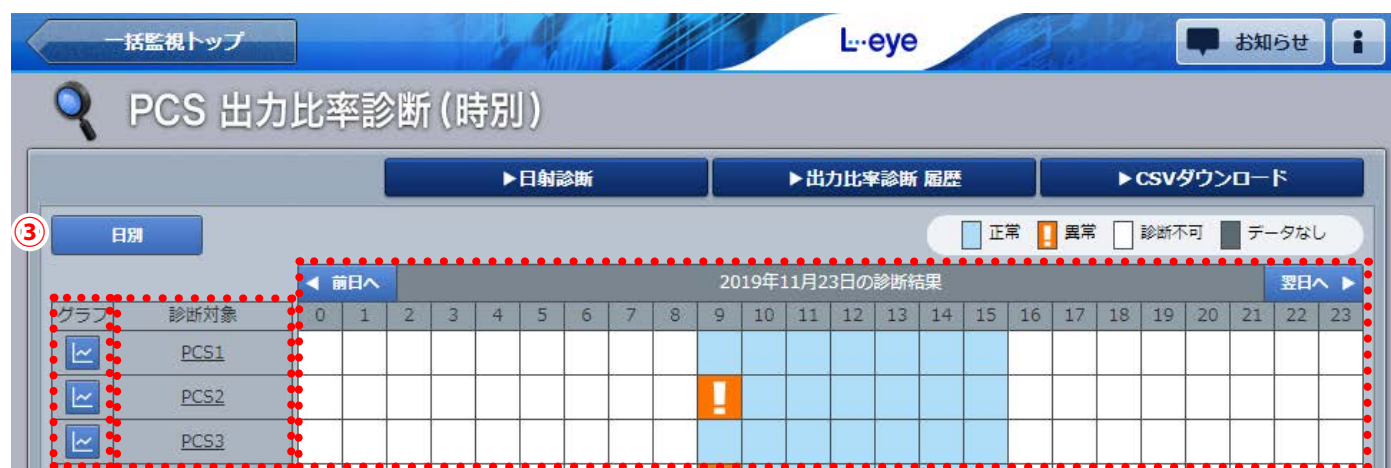 一括監視トップ
L・・・eye
お知らせ
PCS 出力比率診断(時別)
▶日射診断
▶出力比率診断 履歴
▶CSVダウンロード
③
日別
正常
! 異常
診断不可
データなし
◀ 前日へ
2019年11月23日の診断結果
翌日へ ▶
グラフ 診断対象 0 1 2 3 4 5 6 7 8 9 10 11 12 13 14 15 16 17 18 19 20 21 22 23
PCS1
PCS2 !
PCS3